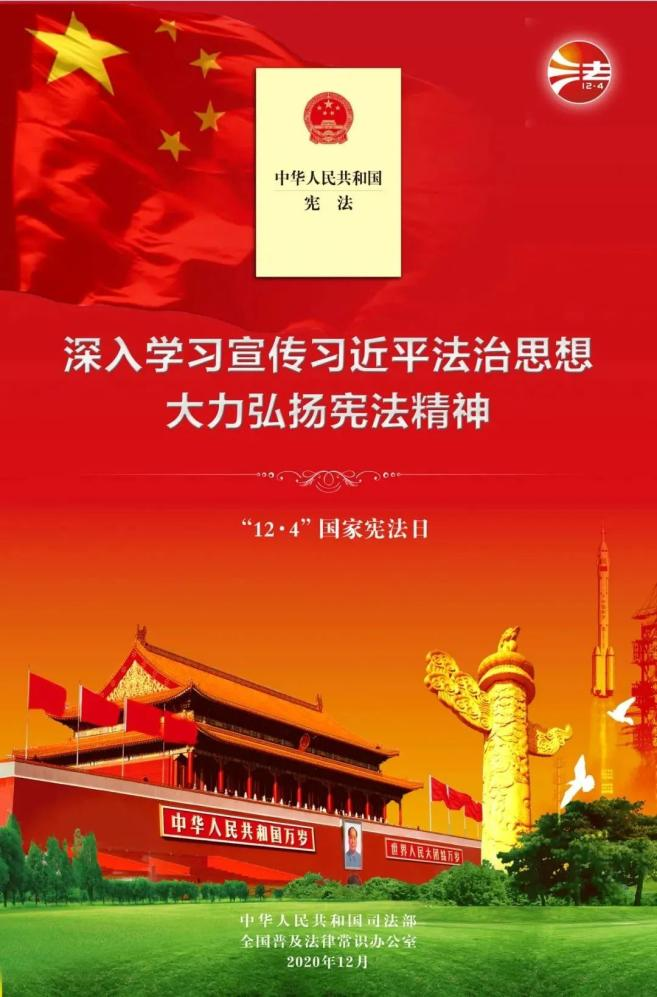 法
12·4
中华人民共和国
宪 法
深入学习宣传习近平法治思想
大力弘扬宪法精神
“12·4”国家宪法日
中华人民共和国万岁
世界人民大团结万岁
中华人民共和国司法部
全国普及法律常识办公室
2020年12月